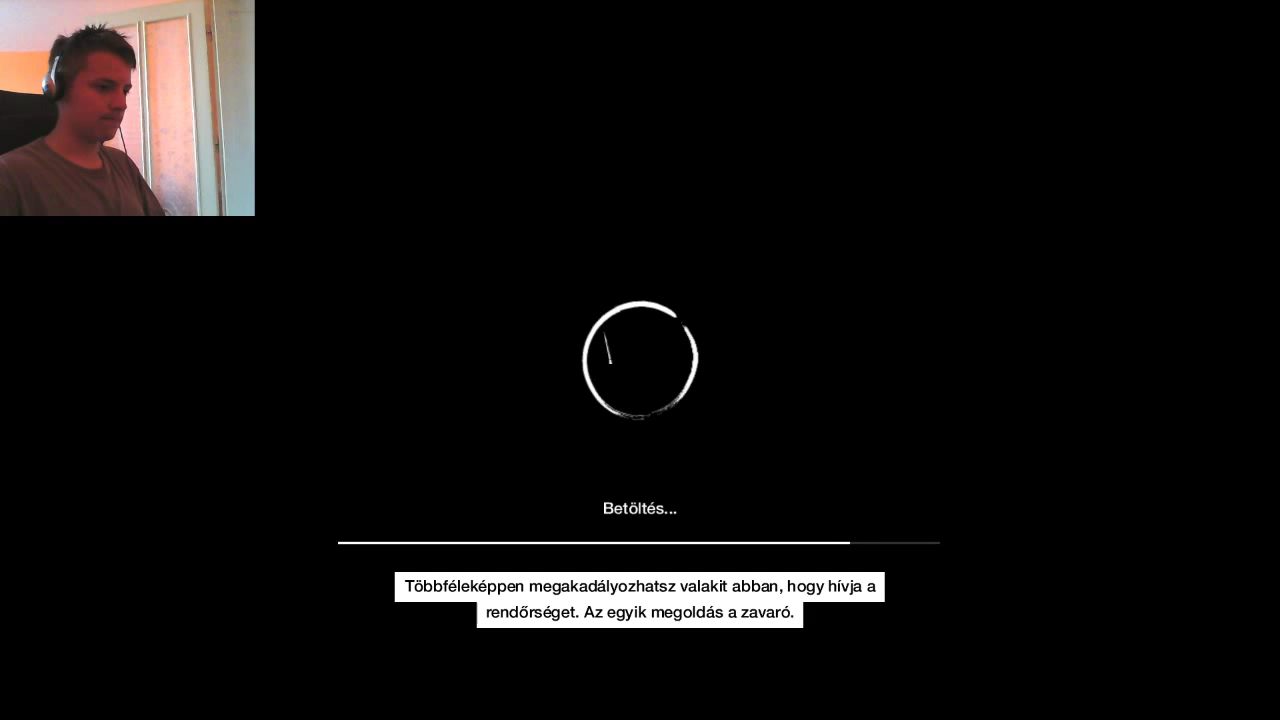 Betöltés...
Többféleképpen megakadályozhatsz valakit abban, hogy hívja a
rendőrséget. Az egyik megoldás a zavaró.